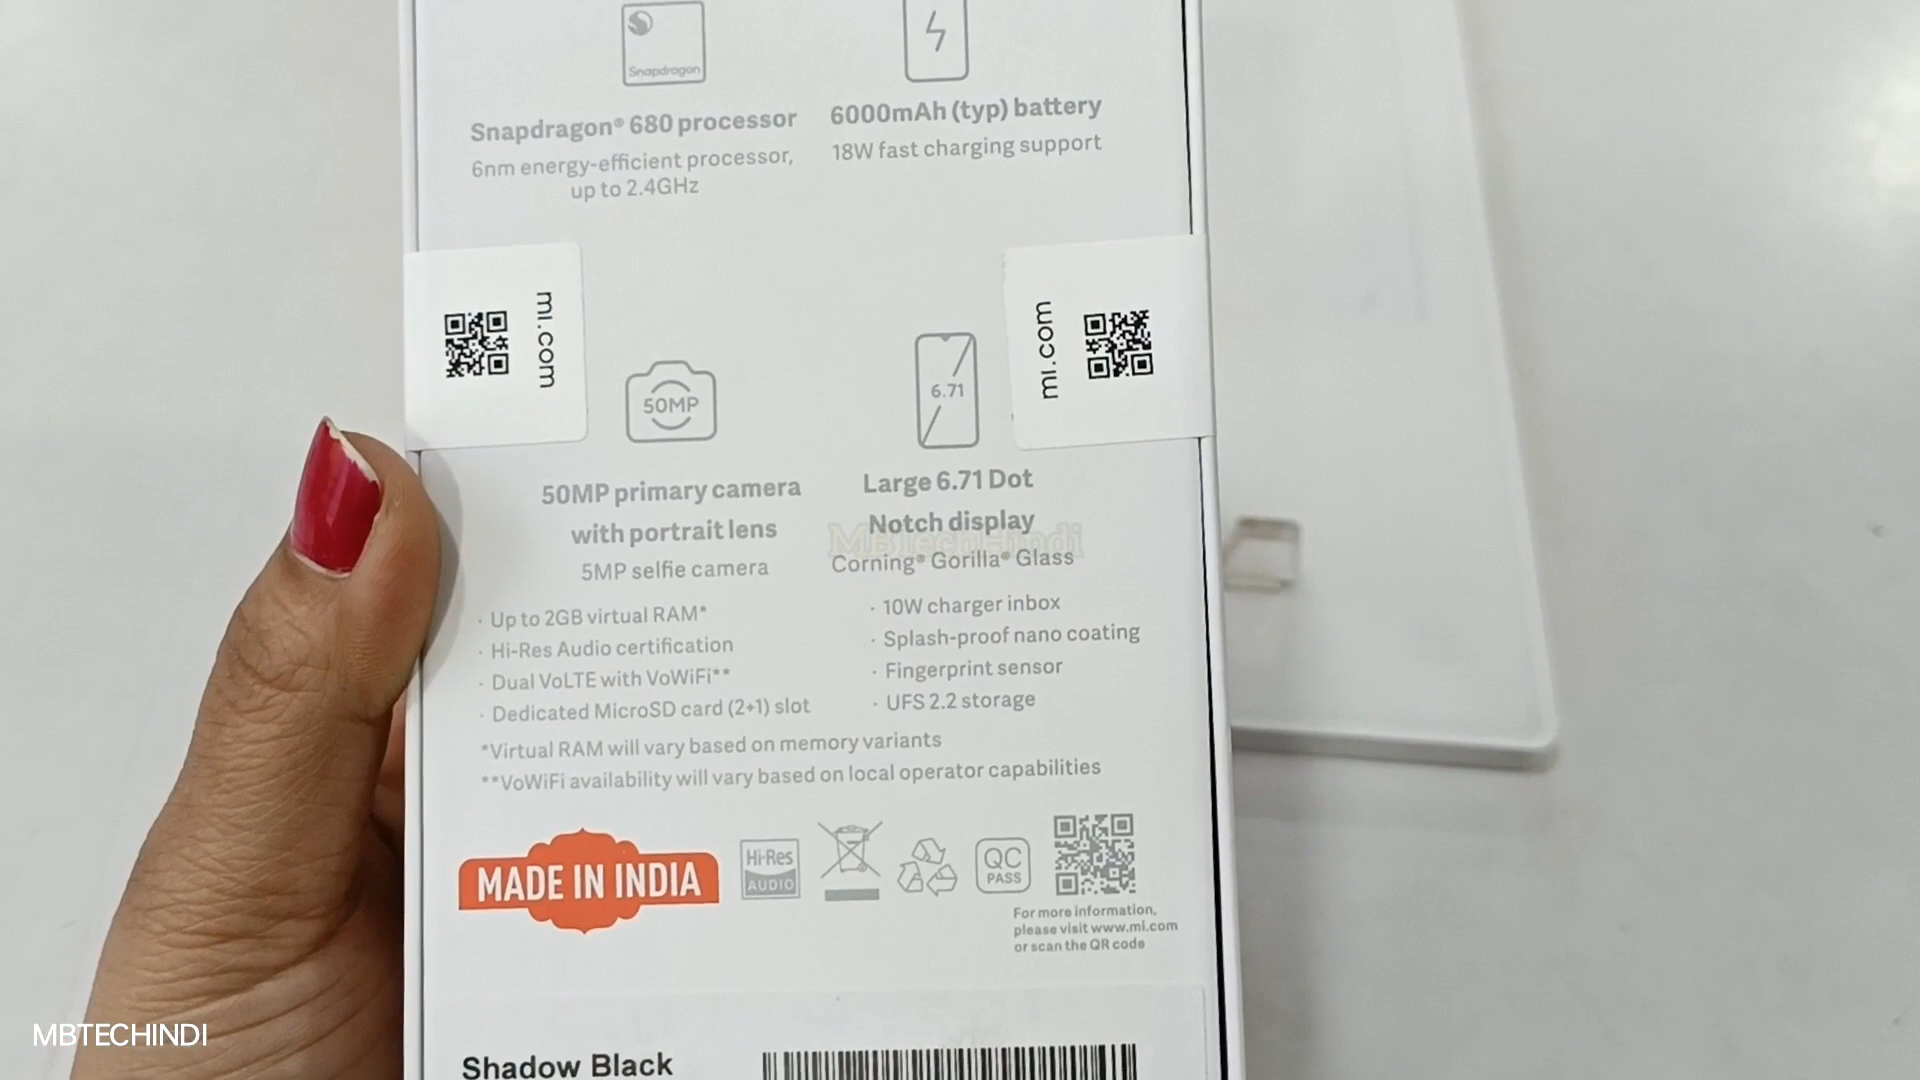 Snapdragon
Snapdragon® 680 processor
6nm energy-efficient processor,
up to 2.4GHz
6000mAh (typ) battery
18W fast charging support
mi.com
mi.com
50MP
6.71
50MP primary camera
with portrait lens
5MP selfie camera
Large 6.71 Dot
Notch display
Corning® Gorilla® Glass
MBTechHindi
· Up to 2GB virtual RAM*
· Hi-Res Audio certification
· Dual VoLTE with VoWiFi**
· Dedicated MicroSD card (2+1) slot
· 10W charger inbox
· Splash-proof nano coating
· Fingerprint sensor
· UFS 2.2 storage
*Virtual RAM will vary based on memory variants
**VoWiFi availability will vary based on local operator capabilities
MADE IN INDIA
Hi-Res
AUDIO
QC
PASS
For more information,
please visit www.mi.com
or scan the QR code
Shadow Black
MBTECHINDI